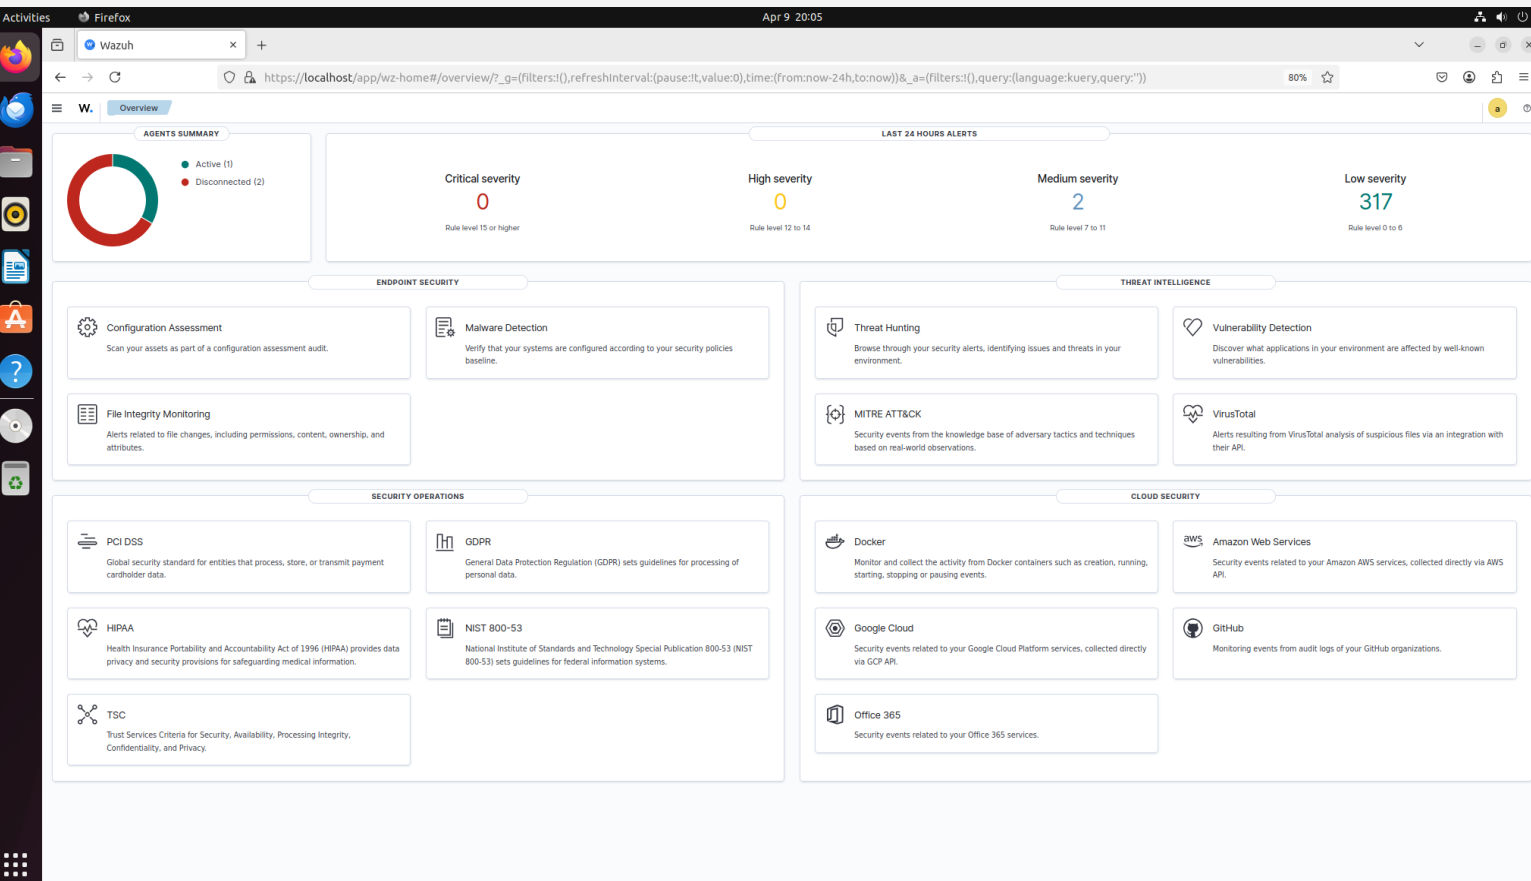 Activities
Firefox
Apr 9 20:05
Wazuh
https://localhost/app/wz-home#/overview/?_g=(filters:!(),refreshInterval:(pause:!t,value:0),time:(from:now-24h,to:now))&_a=(filters:!(),query:(language:kuery,query:''))
80%
W.
Overview
a
AGENTS SUMMARY
Active (1)
Disconnected (2)
LAST 24 HOURS ALERTS
Critical severity
0
Rule level 15 or higher
High severity
0
Rule level 12 to 14
Medium severity
2
Rule level 7 to 11
Low severity
317
Rule level 0 to 6
ENDPOINT SECURITY
Configuration Assessment
Scan your assets as part of a configuration assessment audit.
Malware Detection
Verify that your systems are configured according to your security policies
baseline.
File Integrity Monitoring
Alerts related to file changes, including permissions, content, ownership, and
attributes.
THREAT INTELLIGENCE
Threat Hunting
Browse through your security alerts, identifying issues and threats in your
environment.
Vulnerability Detection
Discover what applications in your environment are affected by well-known
vulnerabilities.
MITRE ATT&CK
Security events from the knowledge base of adversary tactics and techniques
based on real-world observations.
VirusTotal
Alerts resulting from VirusTotal analysis of suspicious files via an integration with
their API.
SECURITY OPERATIONS
PCI DSS
Global security standard for entities that process, store, or transmit payment
cardholder data.
GDPR
General Data Protection Regulation (GDPR) sets guidelines for processing of
personal data.
HIPAA
Health Insurance Portability and Accountability Act of 1996 (HIPAA) provides data
privacy and security provisions for safeguarding medical information.
NIST 800-53
National Institute of Standards and Technology Special Publication 800-53 (NIST
800-53) sets guidelines for federal information systems.
TSC
Trust Services Criteria for Security, Availability, Processing Integrity,
Confidentiality, and Privacy.
CLOUD SECURITY
Docker
Monitor and collect the activity from Docker containers such as creation, running,
starting, stopping or pausing events.
aws
Amazon Web Services
Security events related to your Amazon AWS services, collected directly via AWS
API.
Google Cloud
Security events related to your Google Cloud Platform services, collected directly
via GCP API.
GitHub
Monitoring events from audit logs of your GitHub organizations.
Office 365
Security events related to your Office 365 services.